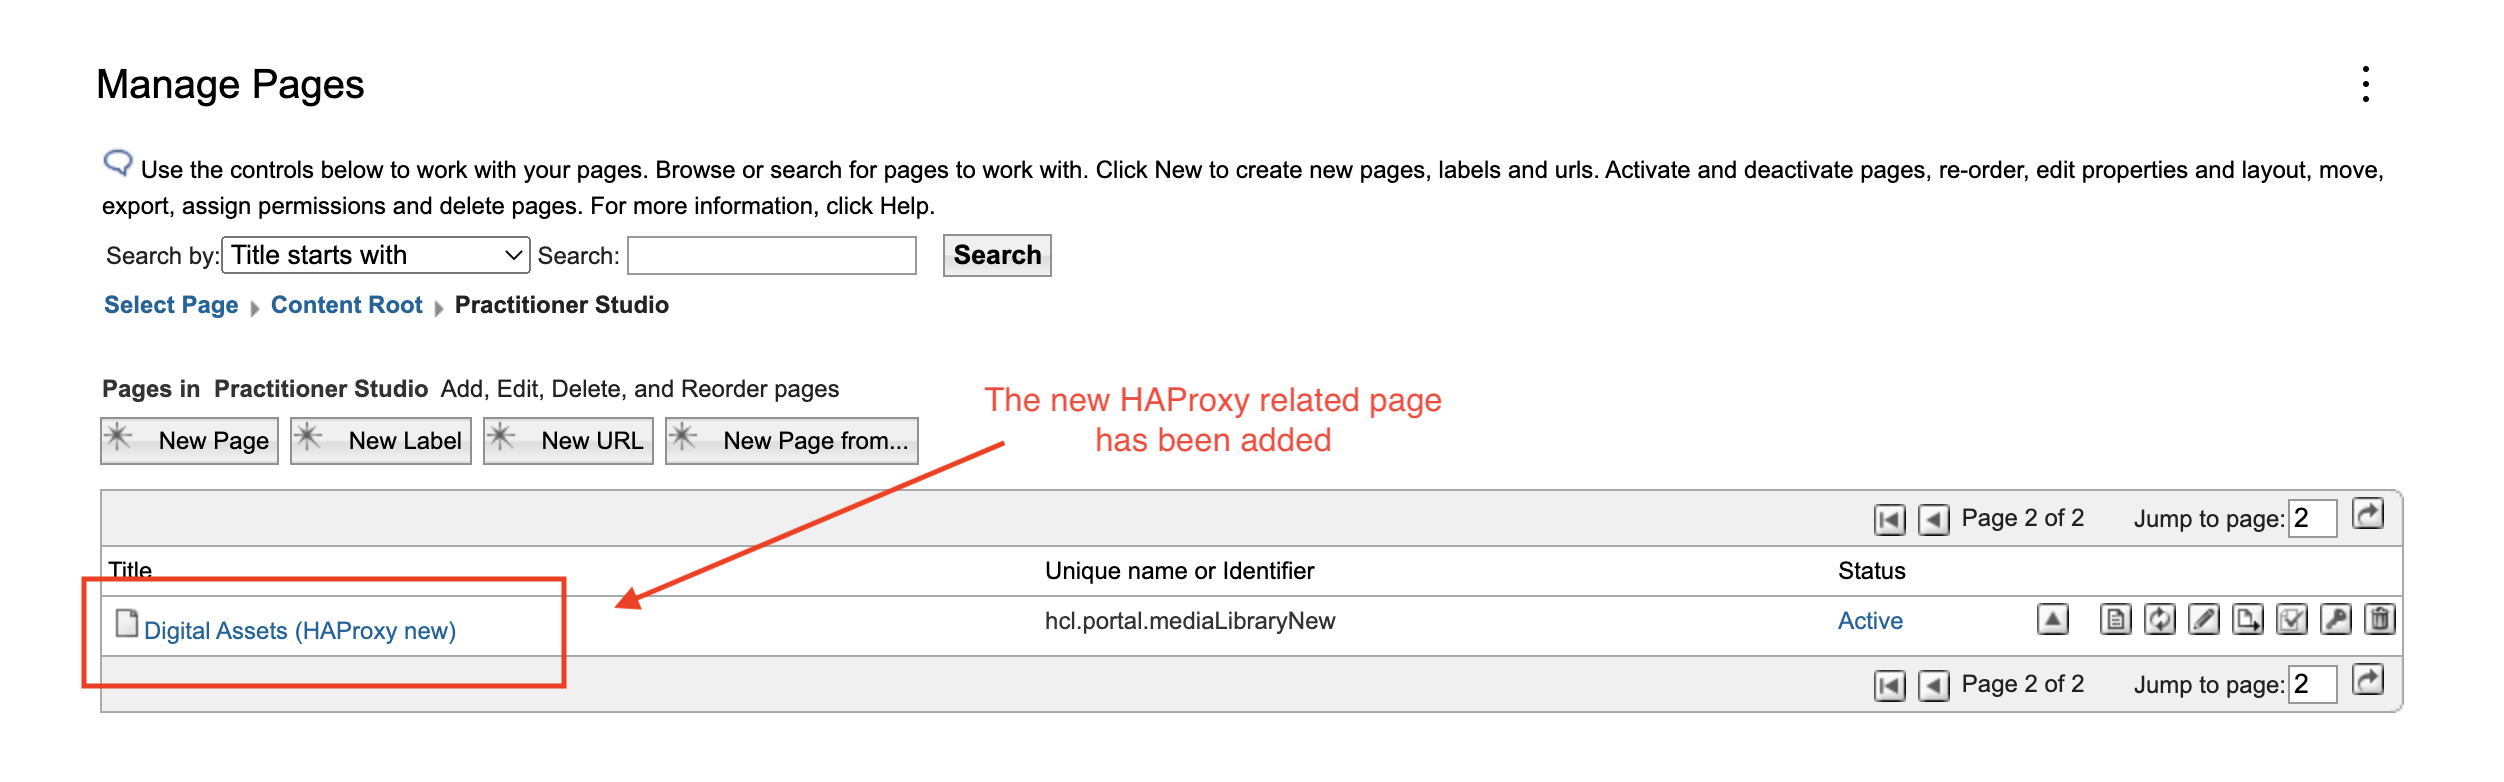 Manage Pages
Use the controls below to work with your pages. Browse or search for pages to work with. Click New to create new pages, labels and urls. Activate and deactivate pages, re-order, edit properties and layout, move,
export, assign permissions and delete pages. For more information, click Help.
Search by: Title starts with Search: Search
Select Page Content Root Practitioner Studio
Pages in Practitioner Studio Add, Edit, Delete, and Reorder pages
The new HAProxy related page
has been added
New Page New Label New URL New Page from...
Page 2 of 2 Jump to page: 2
Title Unique name or Identifier Status
Digital Assets (HAProxy new) hcl.portal.mediaLibraryNew Active
Page 2 of 2 Jump to page: 2